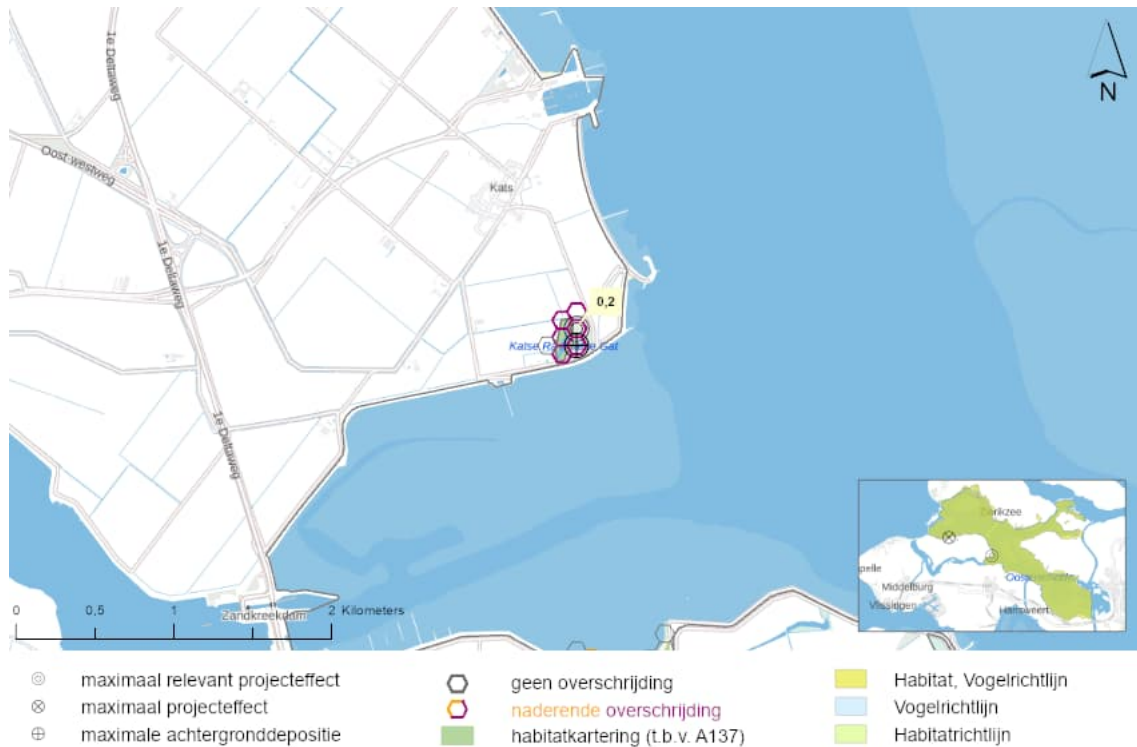 N
1e Deltaweg
Oost westweg
Kats
1e Deltaweg
0,2
Katse
Gat
1e Deltaweg
Zierikzee
Middelburg
Vlissingen
Zandkreekdam
0 0,5 1 2 Kilometers
maximaal relevant projecteffect
maximaal projecteffect
maximale achtergronddepositie
geen overschrijding
naderende overschrijding
habitatkartering (t.b.v. A137)
Habitat, Vogelrichtlijn
Vogelrichtlijn
Habitatrichtlijn